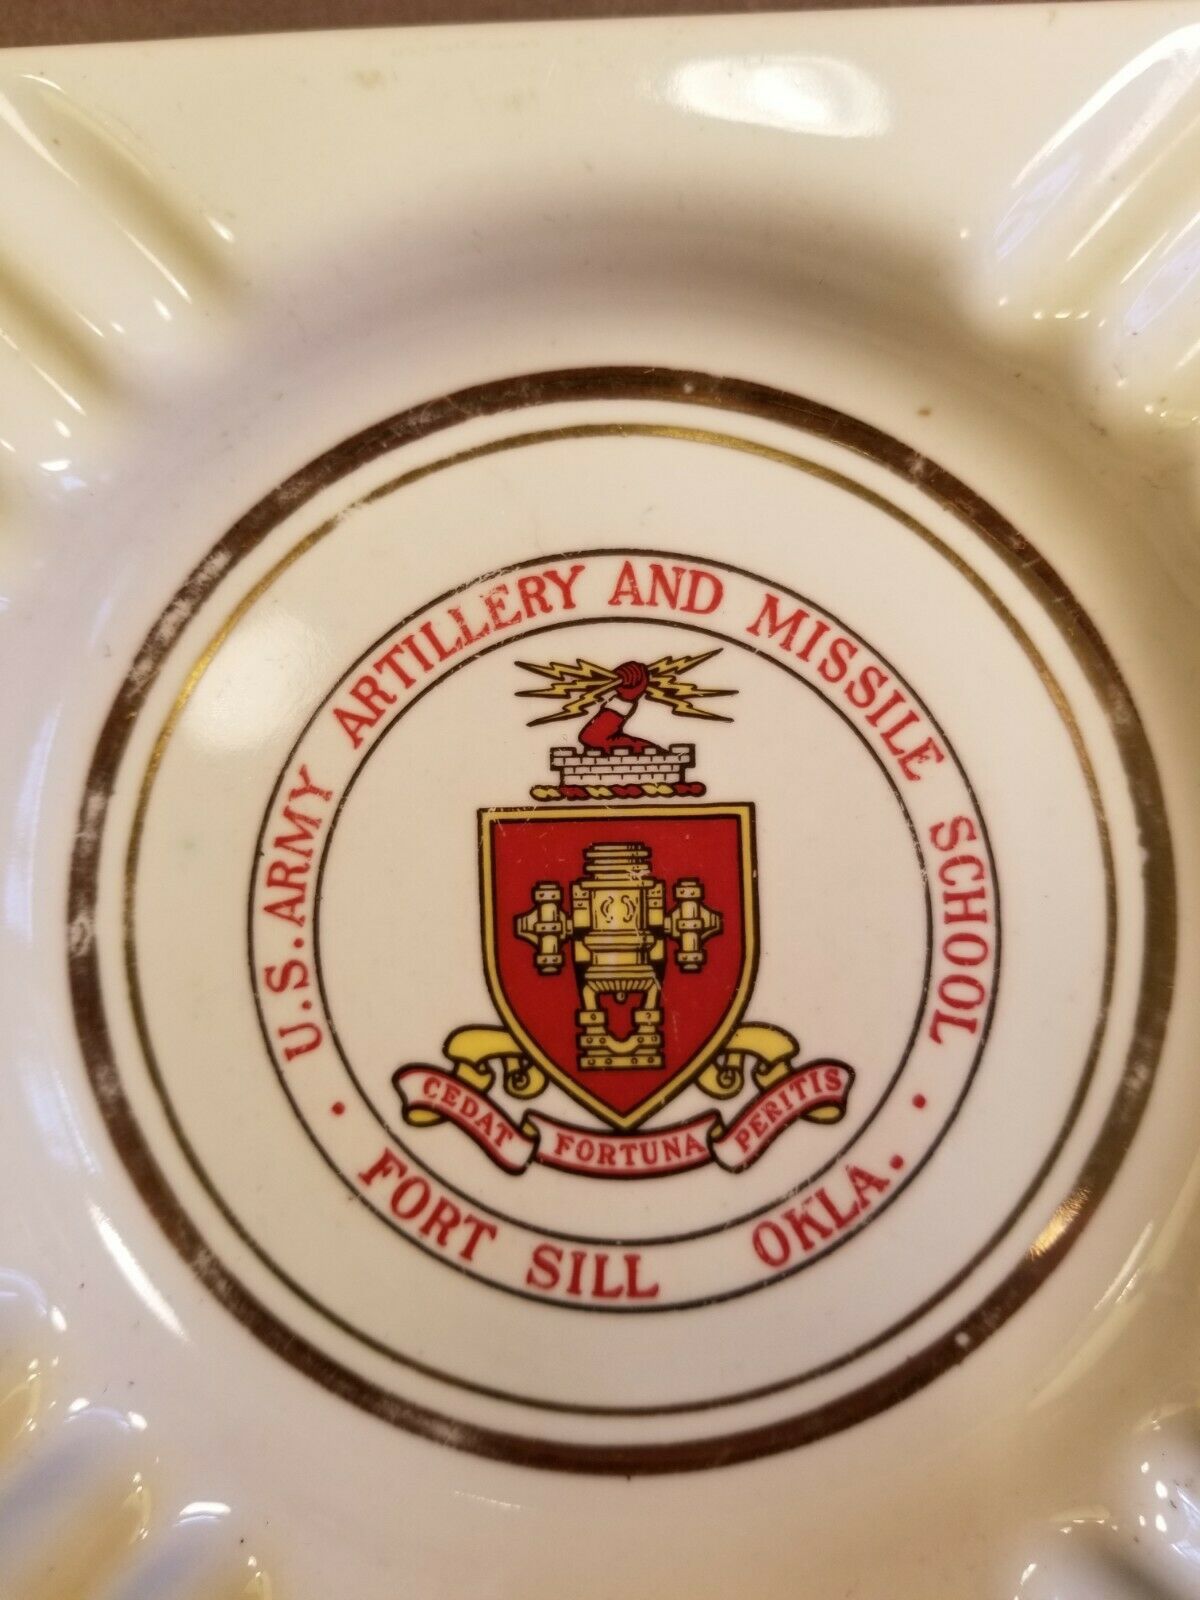 U.S. ARMY ARTILLERY AND MISSILE SCHOOL
CEDAT FORTUNA PERITIS
· FORT SILL OKLA. ·